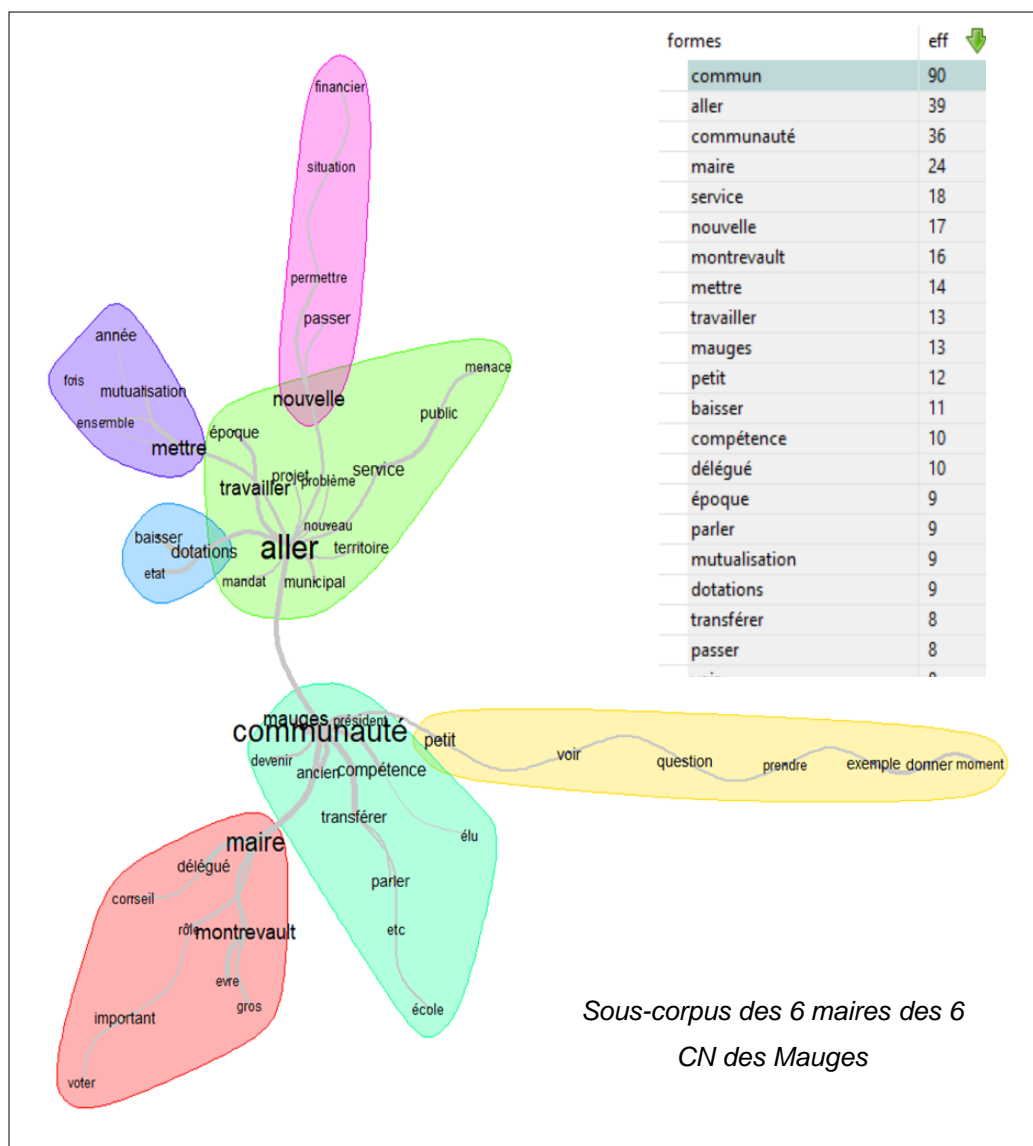 formes eff
commun 90
aller 39
communauté 36
maire 24
service 18
nouvelle 17
montrevault 16
mettre 14
travailler 13
mauges 13
petit 12
baisser 11
compétence 10
délégué 10
époque 9
parler 9
mutualisation 9
dotations 9
transférer 8
passer 8
financier
situation
permettre
passer
nouvelle
année
fois
mutualisation
ensemble
mettre
menace
public
époque
service
projet
problème
travailler
nouveau
aller
territoire
mandat
municipal
baisser
dotations
etat
mauges
président
communauté
devenir
ancien
compétence
transférer
élu
parler
etc
école
petit
voir
question
prendre
exemple
donner
moment
maire
délégué
conseil
rôle
montrevault
evre
gros
important
voter
Sous-corpus des 6 maires des 6
CN des Mauges